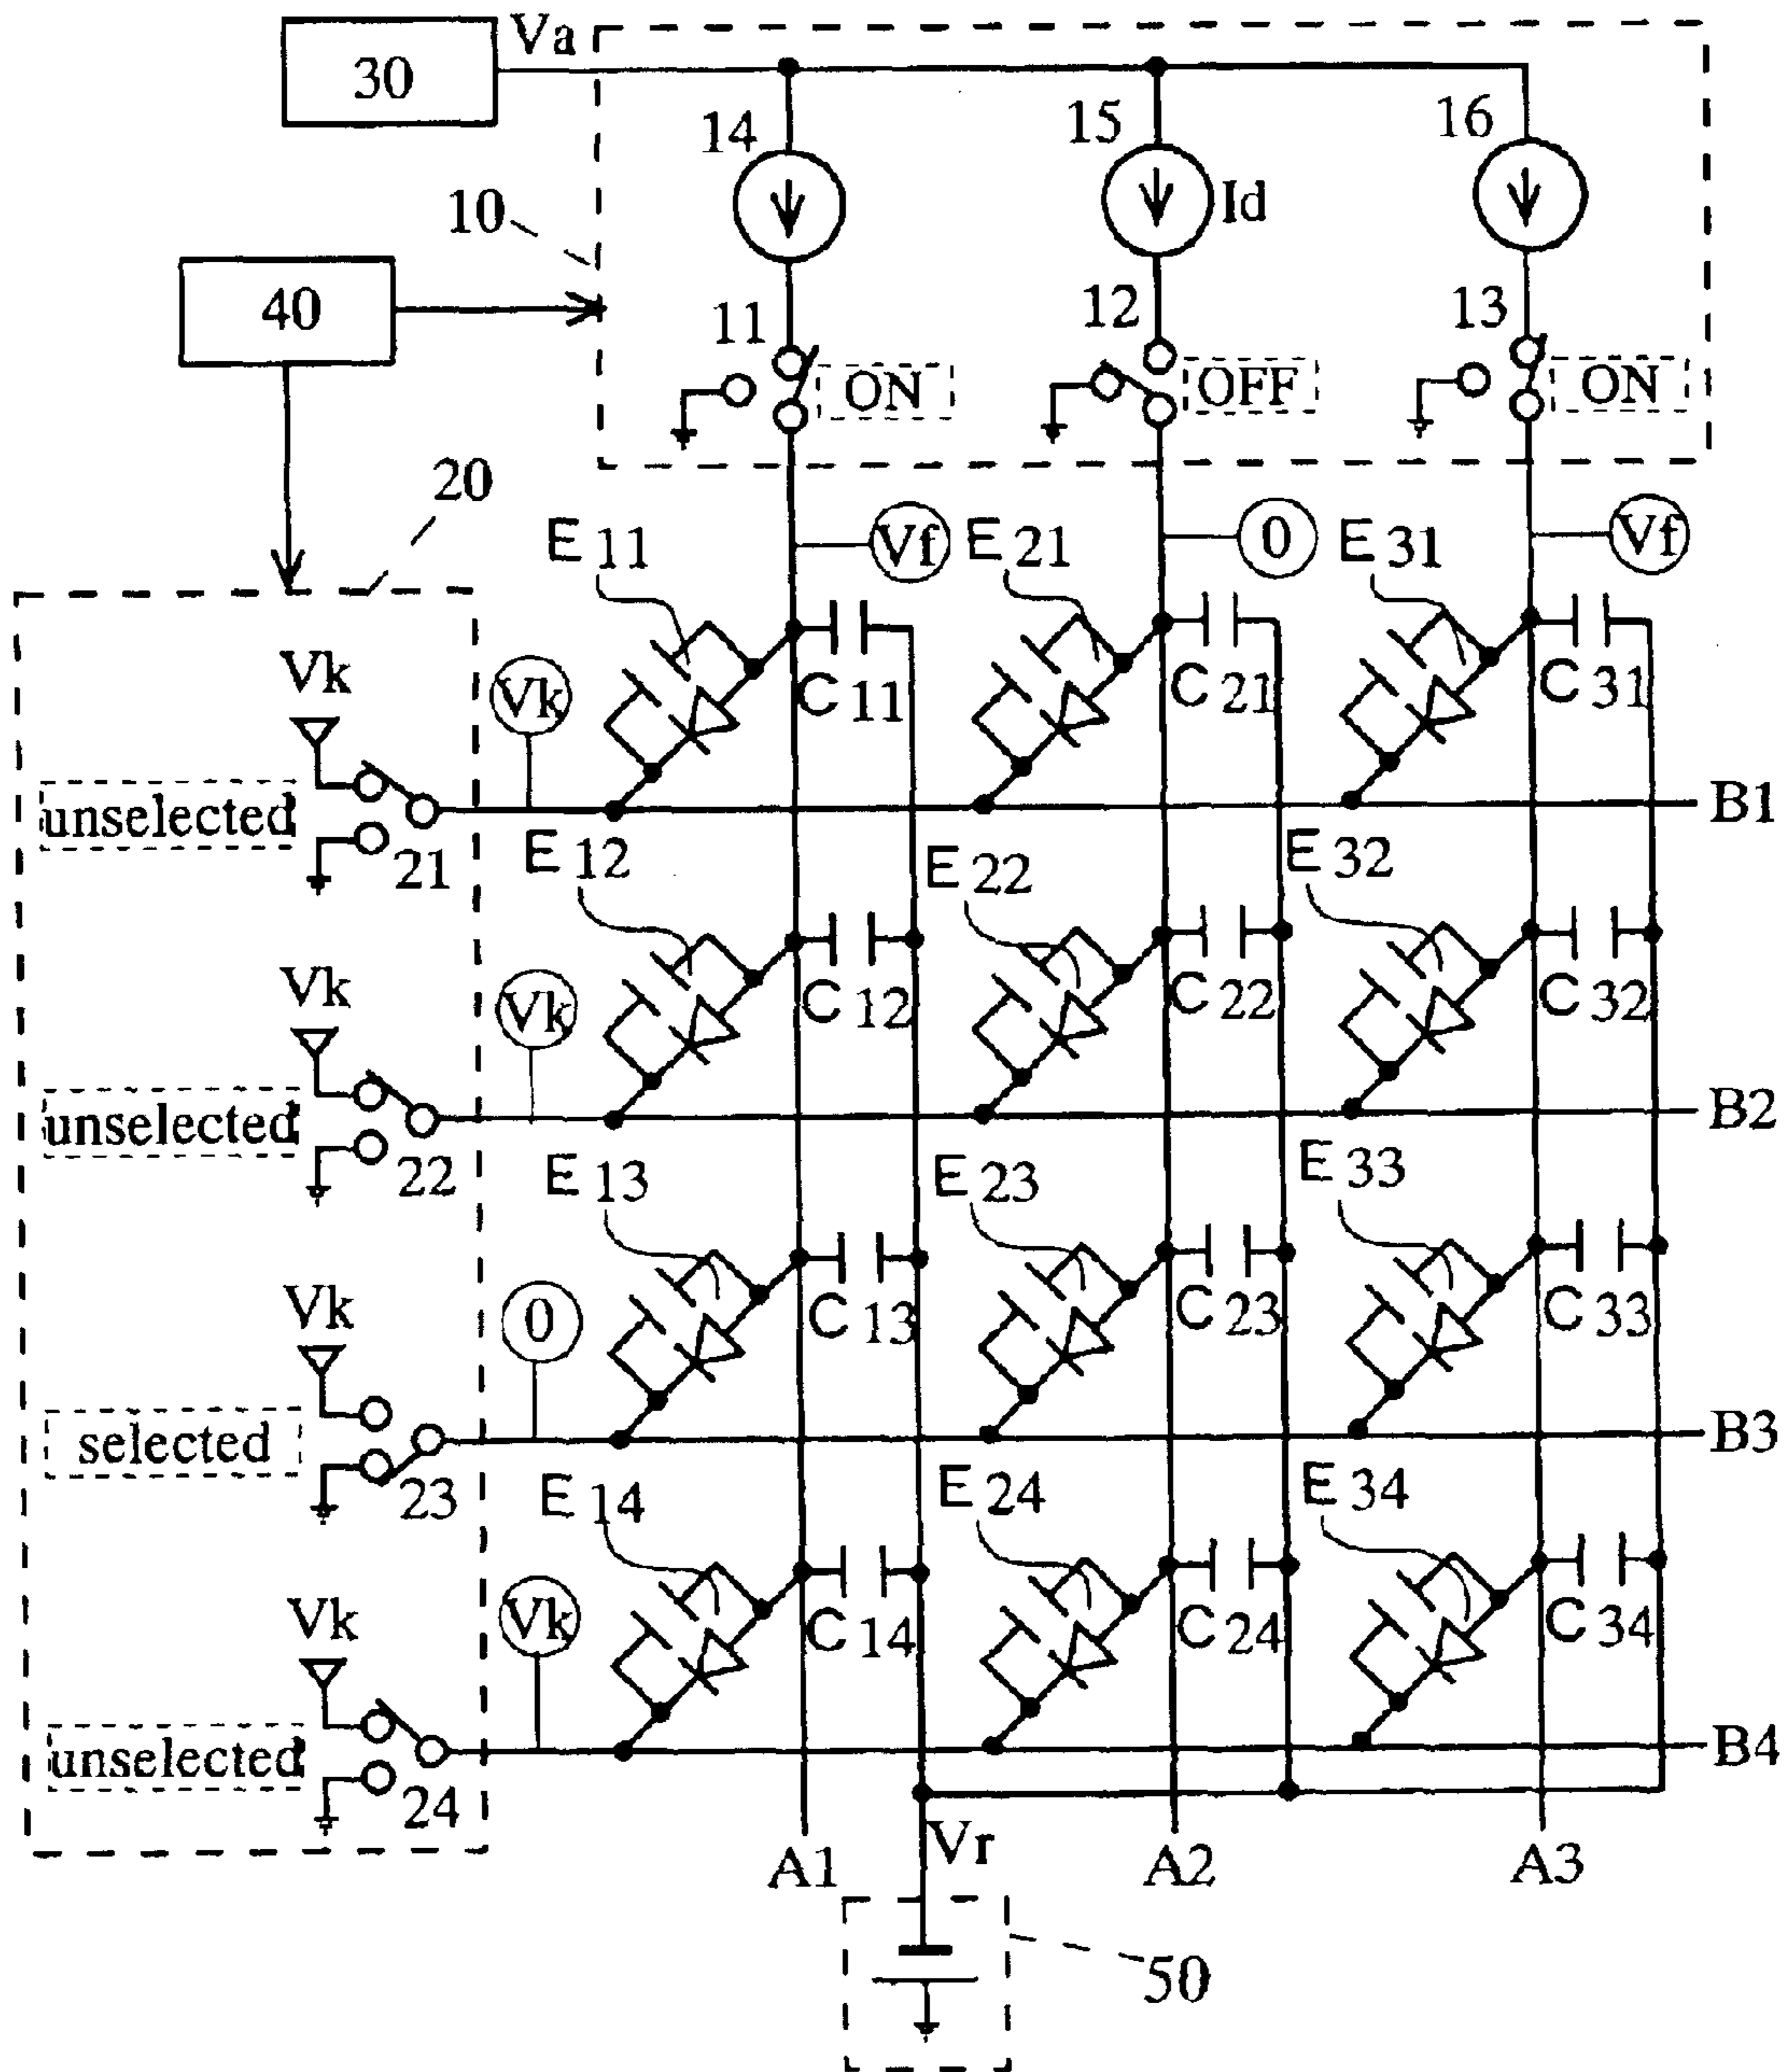 Va
30
14
15
16
10
Id
40
11
12
13
ON
OFF
ON
20
E11
Vf
E21
0
E31
Vf
Vk
Vk
C11
C21
C31
unselected
21
B1
E12
E22
E32
Vk
Vk
C12
C22
C32
unselected
22
B2
E13
E23
E33
Vk
0
C13
C23
C33
selected
23
B3
E14
E24
E34
Vk
Vk
C14
C24
C34
unselected
24
B4
Vr
A1
A2
A3
50